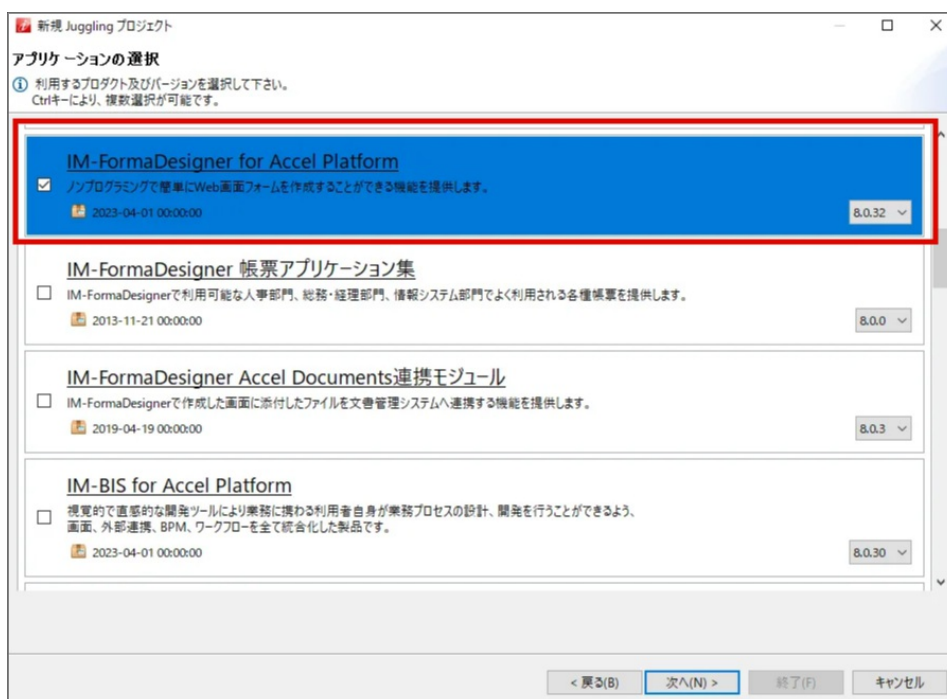 新規 Juggling プロジェクト
アプリケーションの選択
利用するプロダクト及びバージョンを選択して下さい。
Ctrlキーにより、複数選択が可能です。
IM-FormaDesigner for Accel Platform
ノンプログラミングで簡単にWeb画面フォームを作成することができる機能を提供します。
2023-04-01 00:00:00
8.0.32
IM-FormaDesigner 帳票アプリケーション集
IM-FormaDesignerで利用可能な人事部門、総務・経理部門、情報システム部門でよく利用される各種帳票を提供します。
2013-11-21 00:00:00
8.0.0
IM-FormaDesigner Accel Documents連携モジュール
IM-FormaDesignerで作成した画面に添付したファイルを文書管理システムへ連携する機能を提供します。
2019-04-19 00:00:00
8.0.3
IM-BIS for Accel Platform
視覚的で直感的な開発ツールにより業務に携わる利用者自身が業務プロセスの設計、開発を行うことができるよう、
画面、外部連携、BPM、ワークフローを全て統合化した製品です。
2023-04-01 00:00:00
8.0.30
< 戻る(B)
次へ(N) >
終了(F)
キャンセル